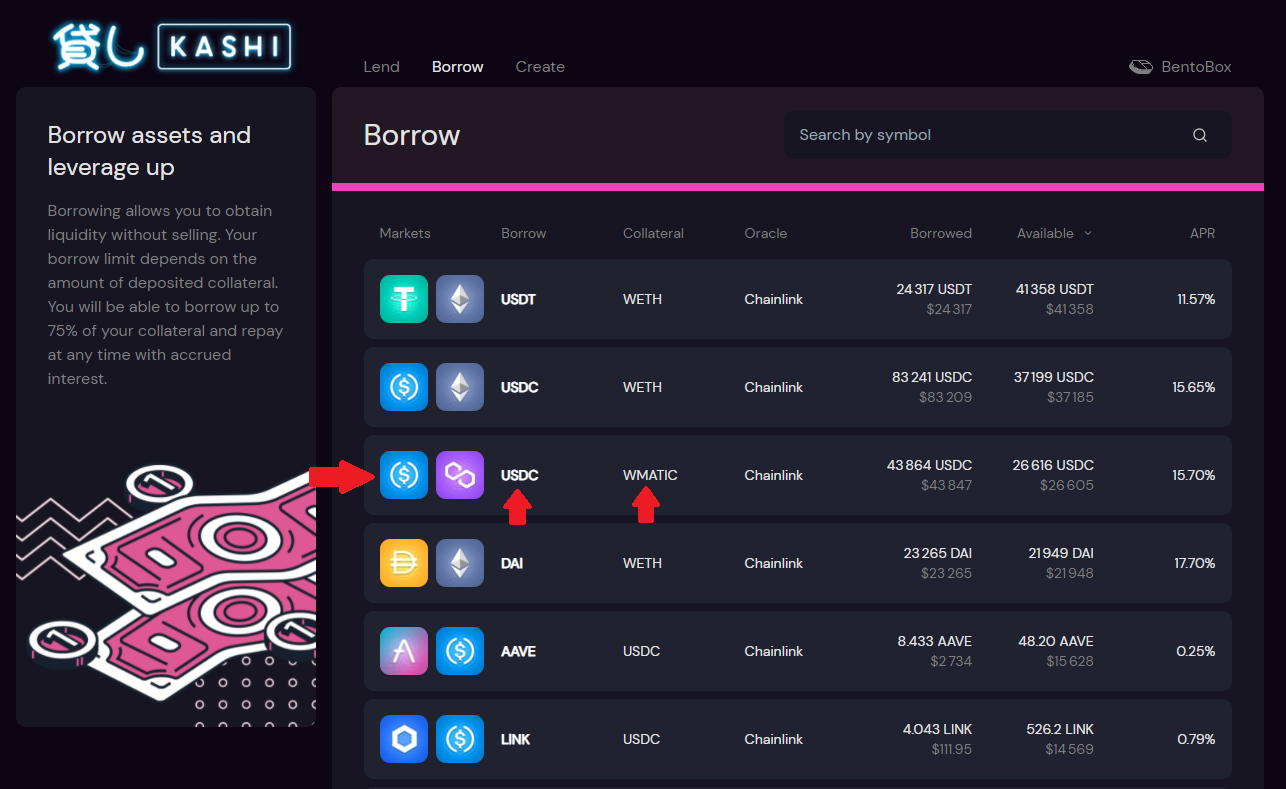 貸し KASHI
Lend Borrow Create BentoBox
Borrow assets and
leverage up
Borrowing allows you to obtain
liquidity without selling. Your
borrow limit depends on the
amount of deposited collateral.
You will be able to borrow up to
75% of your collateral and repay
at any time with accrued
interest.
Borrow Search by symbol
Markets Borrow Collateral Oracle Borrowed Available APR
USDT WETH Chainlink 24 317 USDT 41 358 USDT 11.57%
$24 317 $41 358
USDC WETH Chainlink 83 241 USDC 37 199 USDC 15.65%
$83 209 $37 185
USDC WMATIC Chainlink 43 864 USDC 26 616 USDC 15.70%
$43 847 $26 605
DAI WETH Chainlink 23 265 DAI 21 949 DAI 17.70%
$23 265 $21 948
AAVE USDC Chainlink 8.433 AAVE 48.20 AAVE 0.25%
$2 734 $15 628
LINK USDC Chainlink 4.043 LINK 526.2 LINK 0.79%
$111.95 $14 569